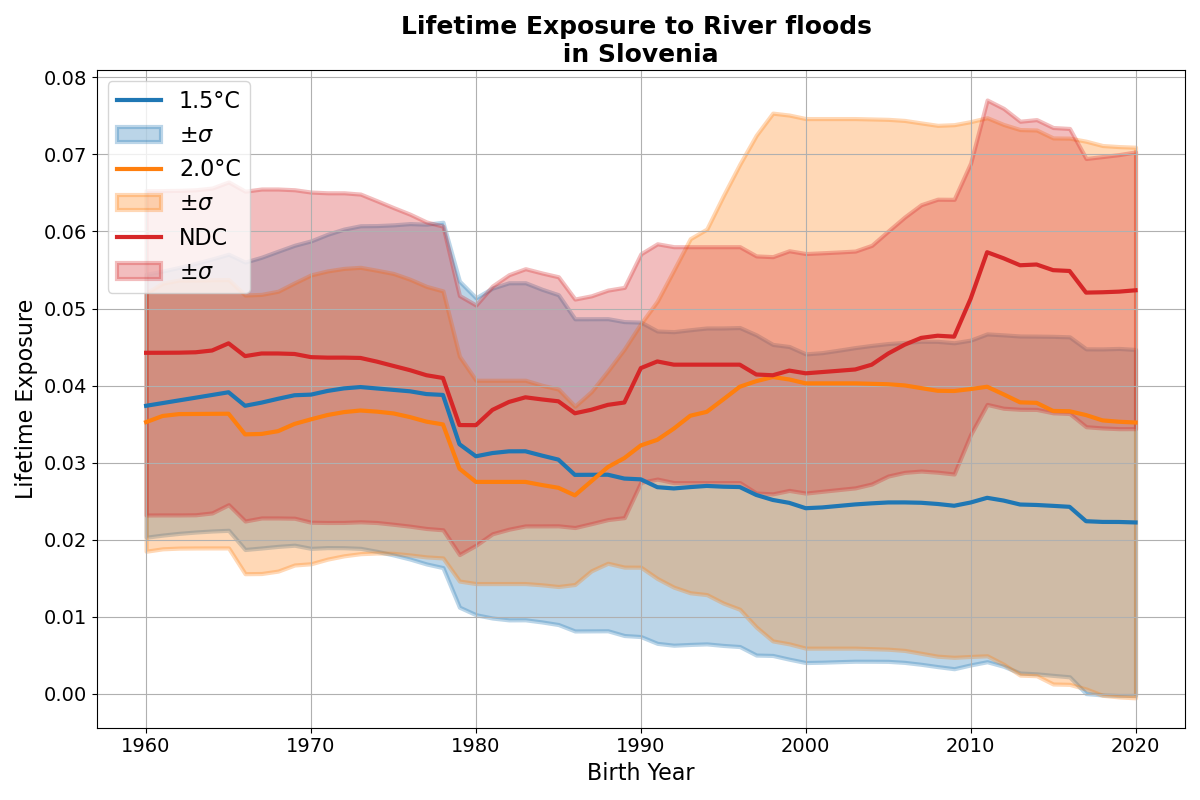 Lifetime Exposure to River floods
in Slovenia
1.5°C
±σ
2.0°C
±σ
NDC
±σ
Lifetime Exposure
0.08
0.07
0.06
0.05
0.04
0.03
0.02
0.01
0.00
1960 1970 1980 1990 2000 2010 2020
Birth Year